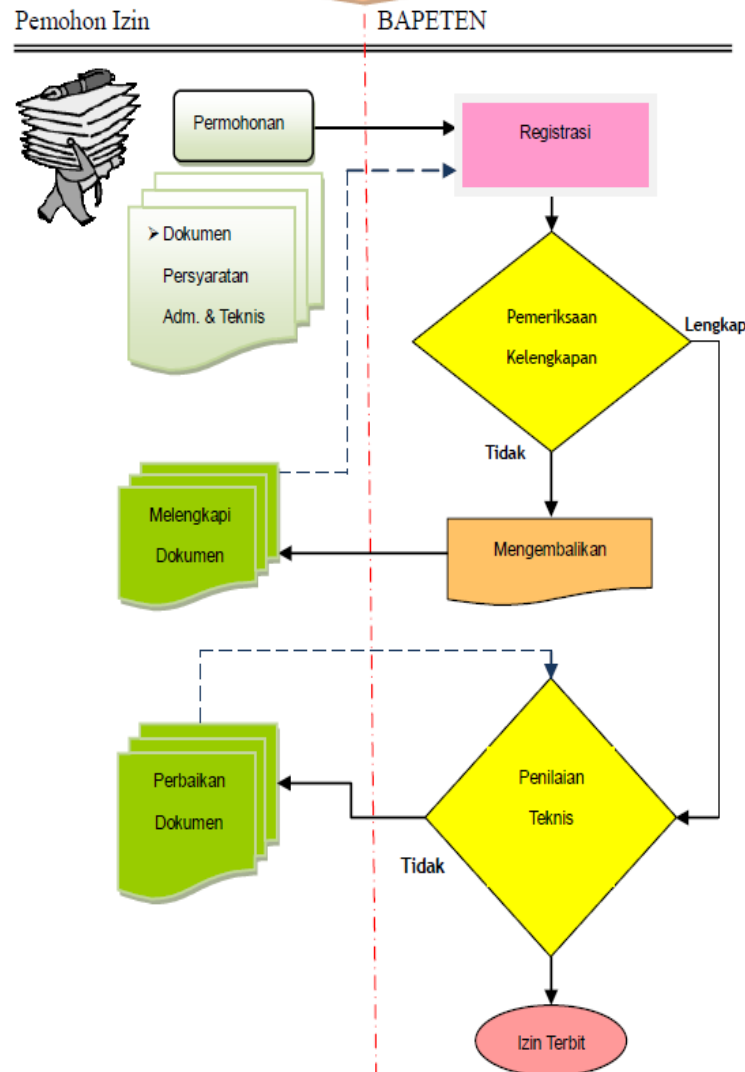 Pemohon Izin
BAPETEN
Permohonan
Registrasi
➢ Dokumen
Persyaratan
Adm. & Teknis
Pemeriksaan
Kelengkapan
Lengkap
Tidak
Melengkapi
Dokumen
Mengembalikan
Perbaikan
Dokumen
Penilaian
Teknis
Tidak
Izin Terbit